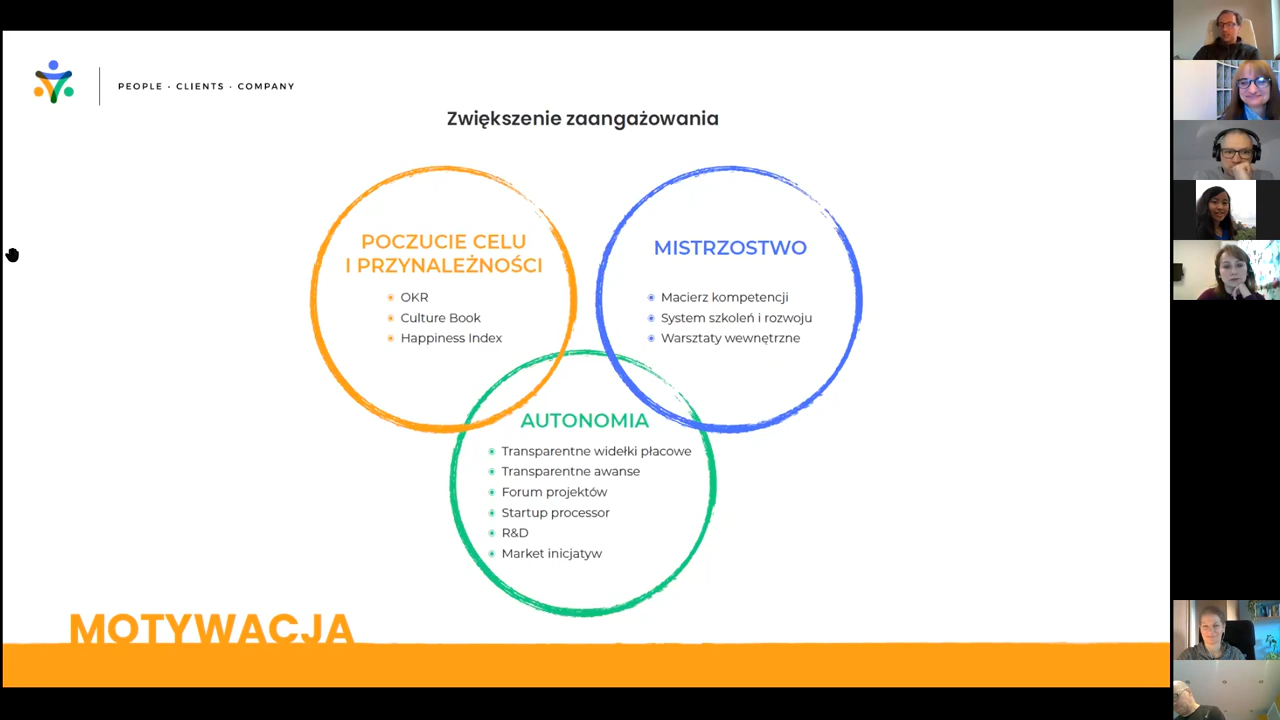 PEOPLE · CLIENTS · COMPANY
Zwiększenie zaangażowania
POCZUCIE CELU
I PRZYNALEŻNOŚCI
OKR
Culture Book
Happiness Index
MISTRZOSTWO
Macierz kompetencji
System szkoleń i rozwoju
Warsztaty wewnętrzne
AUTONOMIA
Transparentne widełki płacowe
Transparentne awanse
Forum projektów
Startup processor
R&D
Market inicjatyw
MOTYWACJA